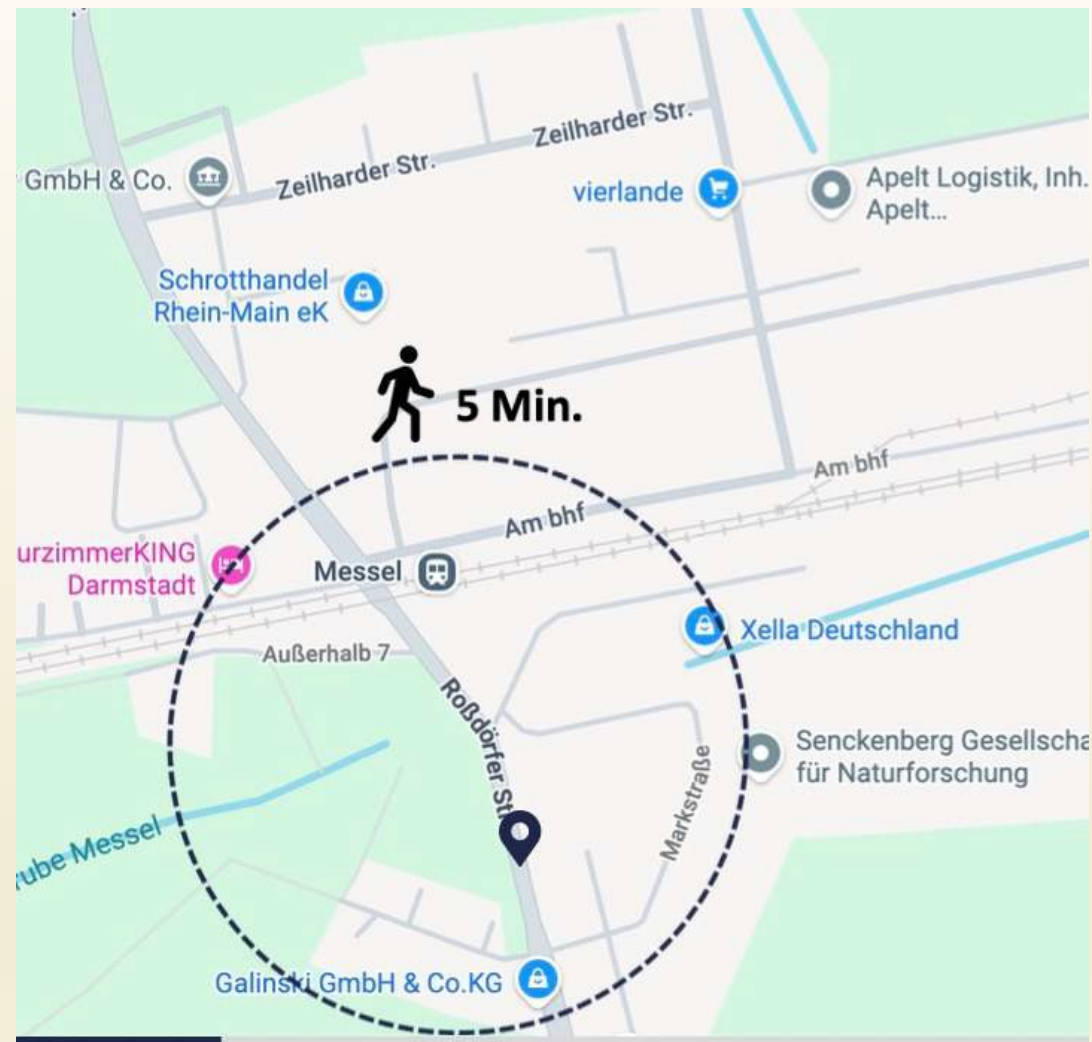 Zeilharder Str.
Zeilharder Str.
GmbH & Co.
vierlande
Apelt Logistik, Inh.
Apelt...
Schrotthandel
Rhein-Main eK
5 Min.
Am bhf
Am bhf
urzimmerKING
Darmstadt
Messel
Xella Deutschland
Außerhalb 7
Roßdörfer Str
Senckenberg Gesellscha
für Naturforschung
Markstraße
ube Messel
Galinski GmbH & Co.KG